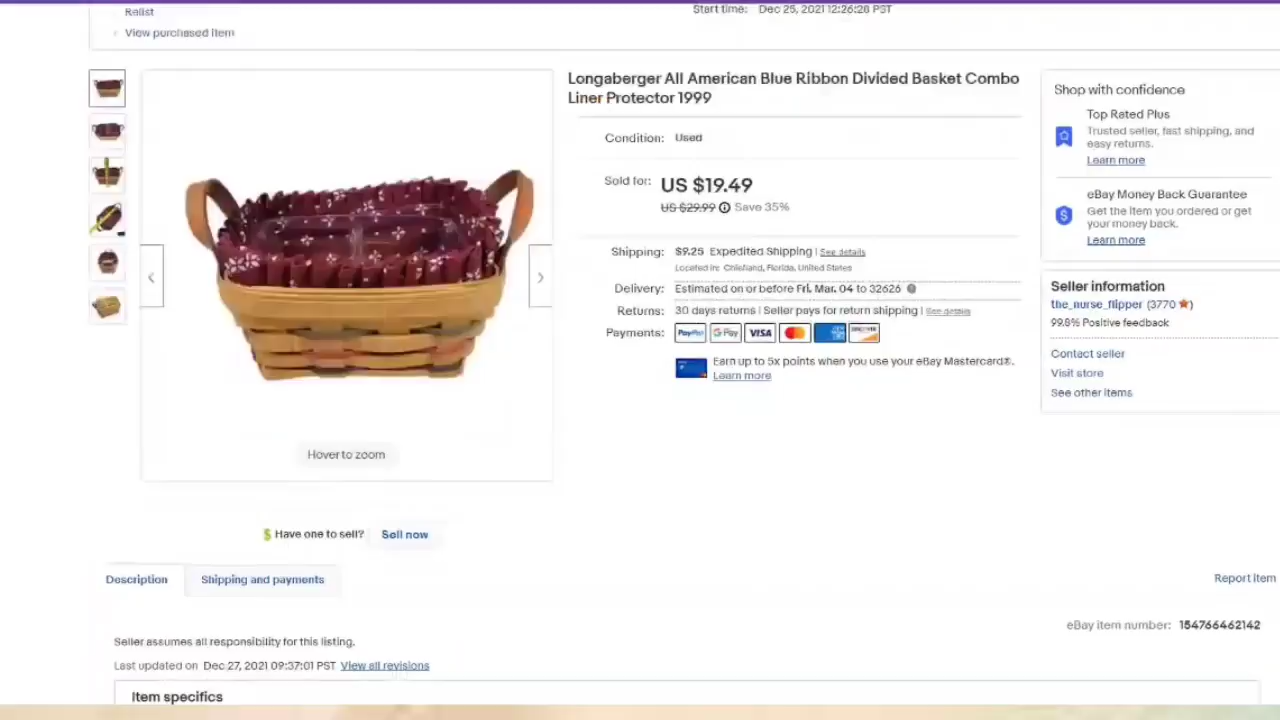 Relist
Start time: Dec 25, 2021 12:26:28 PST
View purchased item
Longaberger All American Blue Ribbon Divided Basket Combo
Liner Protector 1999
Condition: Used
Sold for: US $19.49
US $29.99 Save 35%
Shipping: $9.25 Expedited Shipping | See details
Located in: Chiefland, Florida, United States
Delivery: Estimated on or before Fri. Mar. 04 to 32626
Returns: 30 days returns | Seller pays for return shipping | See details
Payments: PayPal G Pay VISA MasterCard DISCOVER
Earn up to 5x points when you use your eBay Mastercard®.
Learn more
Shop with confidence
Top Rated Plus
Trusted seller, fast shipping, and
easy returns.
Learn more
eBay Money Back Guarantee
Get the item you ordered or get
your money back.
Learn more
Seller information
the_nurse_flipper (3770)
99.8% Positive feedback
Contact seller
Visit store
See other items
Hover to zoom
Have one to sell? Sell now
Description
Shipping and payments
Report item
eBay item number: 154766462142
Seller assumes all responsibility for this listing.
Last updated on Dec 27, 2021 09:37:01 PST View all revisions
Item specifics